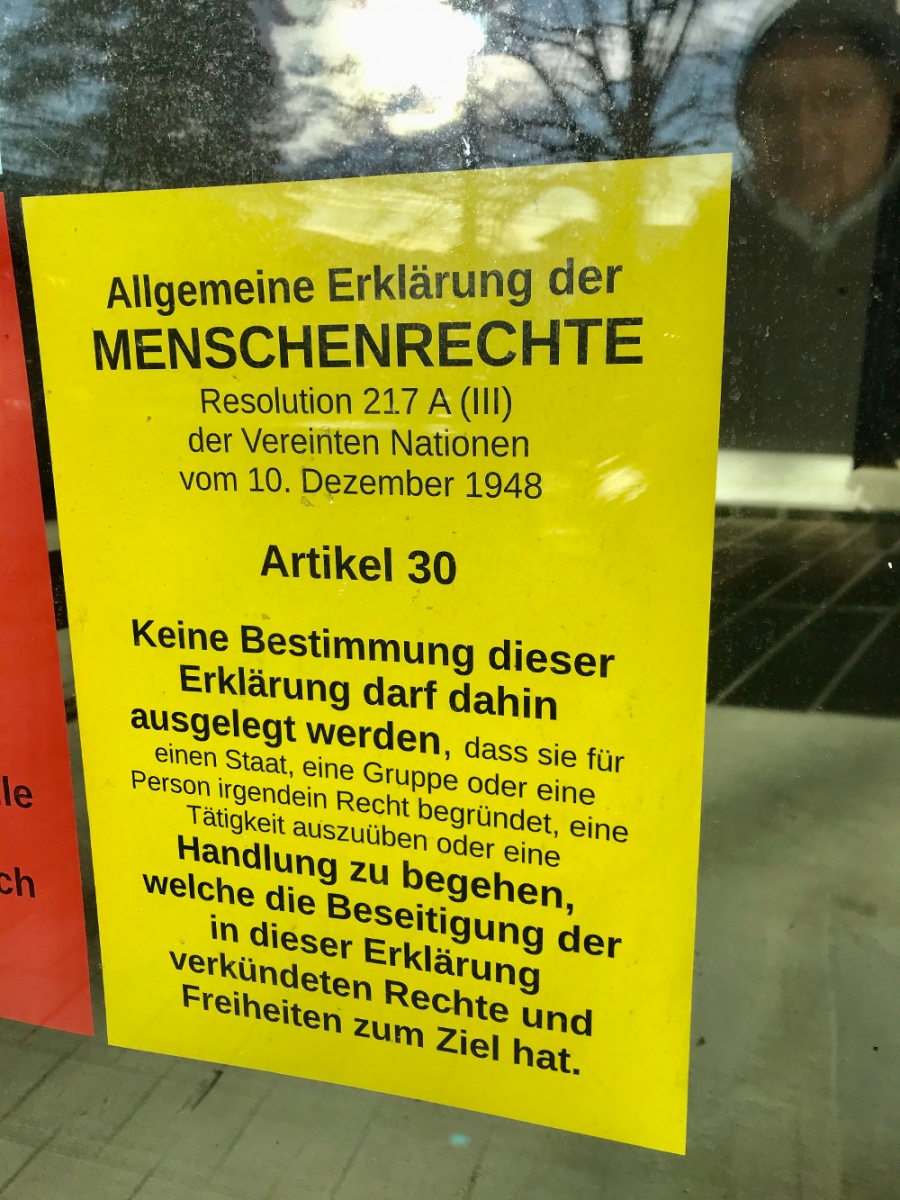 Allgemeine Erklärung der
MENSCHENRECHTE
Resolution 217 A (III)
der Vereinten Nationen
vom 10. Dezember 1948
Artikel 30
Keine Bestimmung dieser
Erklärung darf dahin
ausgelegt werden, dass sie für
einen Staat, eine Gruppe oder eine
Person irgendein Recht begründet, eine
Tätigkeit auszuüben oder eine
Handlung zu begehen,
welche die Beseitigung der
in dieser Erklärung
verkündeten Rechte und
Freiheiten zum Ziel hat.